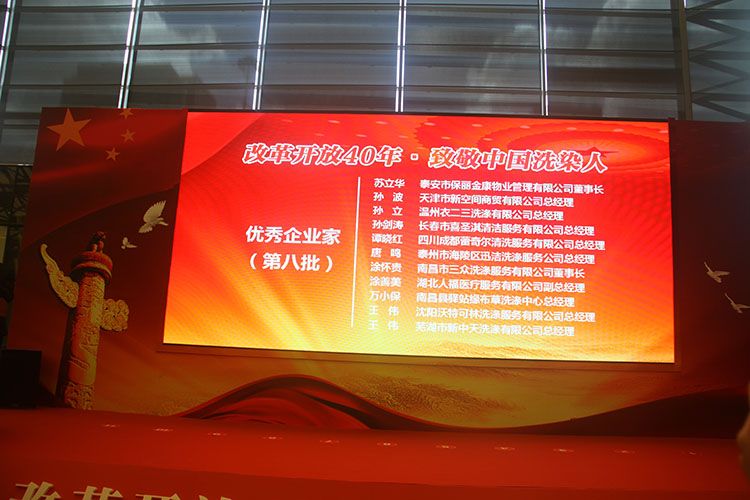 改革开放40年·致敬中国洗染人
优秀企业家
（第八批）
苏立华 泰安市保丽金康物业管理有限公司董事长
孙 波 天津市新空间商贸有限公司总经理
孙 立 温州衣二三洗涤有限公司总经理
孙剑涛 长春市喜圣淇清洁服务有限公司总经理
谭晓红 四川成都蕾奇尔清洗服务有限公司总经理
唐 鸣 泰州市海陵区迅洁洗涤服务有限公司总经理
涂怀贵 南昌市三众洗涤服务有限公司董事长
涂善美 湖北人福医疗服务有限公司副总经理
万小保 南昌县驿站缘布草洗涤中心总经理
王 伟 沈阳沃特可林洗涤服务有限公司总经理
王 伟 芜湖市新中天洗涤有限公司总经理
改革开放